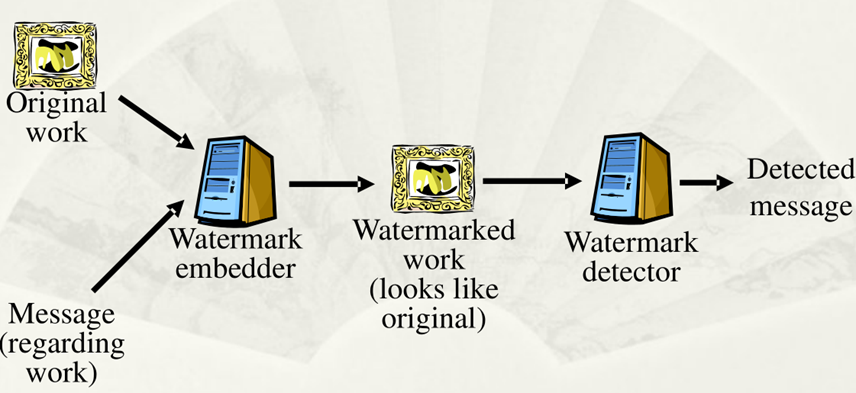 Original
work
Message
(regarding
work)
Watermark
embedder
Watermarked
work
(looks like
original)
Watermark
detector
Detected
message